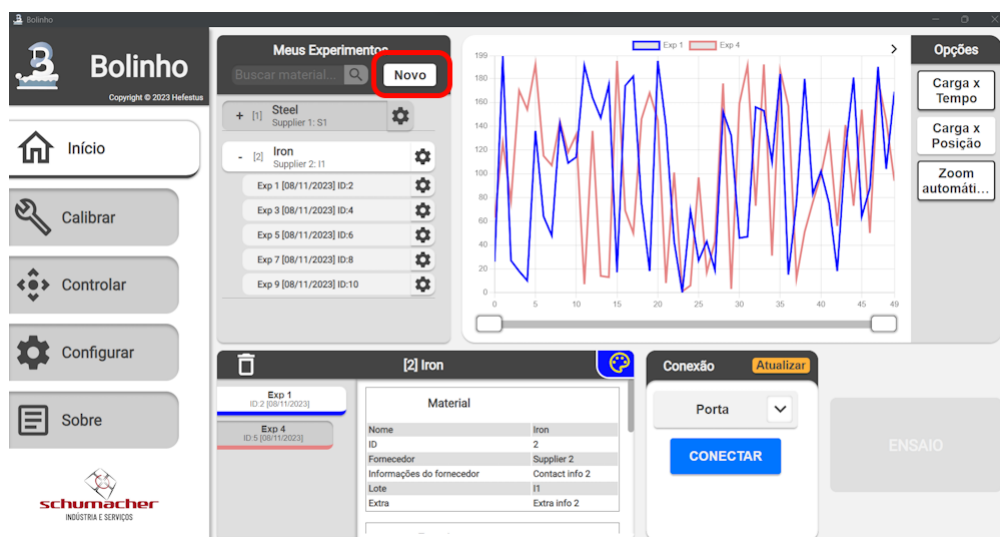 Bolinho
Bolinho
Copyright © 2023 Hefestus
Início
Calibrar
Controlar
Configurar
Sobre
schumacher
INDÚSTRIA E SERVIÇOS
Meus Experimentos
Buscar material...
Novo
+ [1] Steel
Supplier 1: S1
- [2] Iron
Supplier 2: I1
Exp 1 [08/11/2023] ID:2
Exp 3 [08/11/2023] ID:4
Exp 5 [08/11/2023] ID:6
Exp 7 [08/11/2023] ID:8
Exp 9 [08/11/2023] ID:10
Exp 1 Exp 4
199
180
160
140
120
100
80
60
40
20
0
0 5 10 15 20 25 30 35 40 45 49
Opções
Carga x
Tempo
Carga x
Posição
Zoom
automáti...
[2] Iron
Exp 1
ID:2 [08/11/2023]
Exp 4
ID:5 [08/11/2023]
Material
Nome Iron
ID 2
Fornecedor Supplier 2
Informações do fornecedor Contact info 2
Lote I1
Extra Extra info 2
Conexão Atualizar
Porta
CONECTAR
ENSAIO